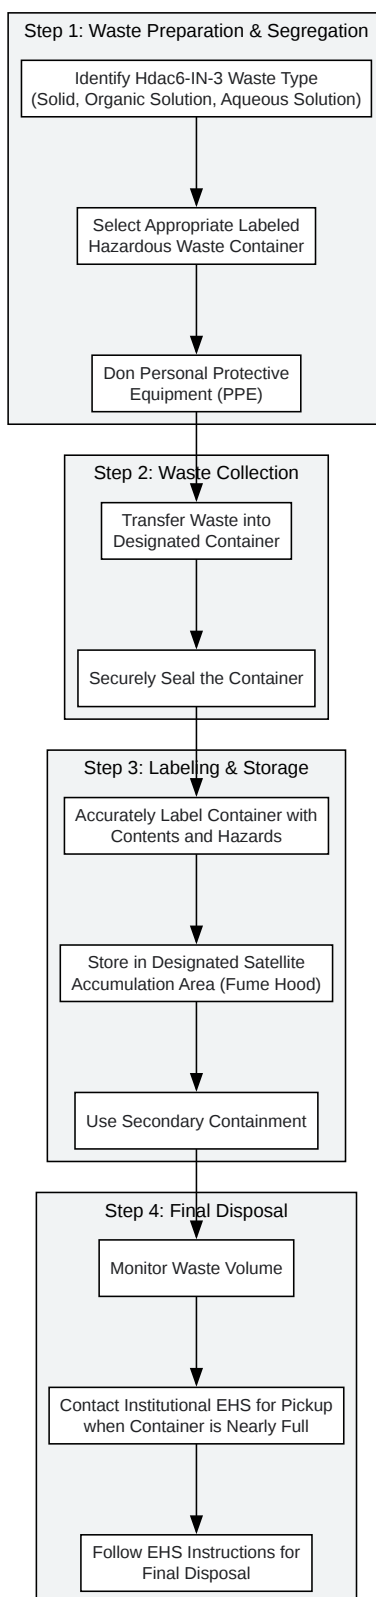 Step 1: Waste Preparation & Segregation
Identify Hdac6-IN-3 Waste Type
(Solid, Organic Solution, Aqueous Solution)
Select Appropriate Labeled
Hazardous Waste Container
Don Personal Protective
Equipment (PPE)
Step 2: Waste Collection
Transfer Waste into
Designated Container
Securely Seal the Container
Step 3: Labeling & Storage
Accurately Label Container with
Contents and Hazards
Store in Designated Satellite
Accumulation Area (Fume Hood)
Use Secondary Containment
Step 4: Final Disposal
Monitor Waste Volume
Contact Institutional EHS for Pickup
when Container is Nearly Full
Follow EHS Instructions for
Final Disposal